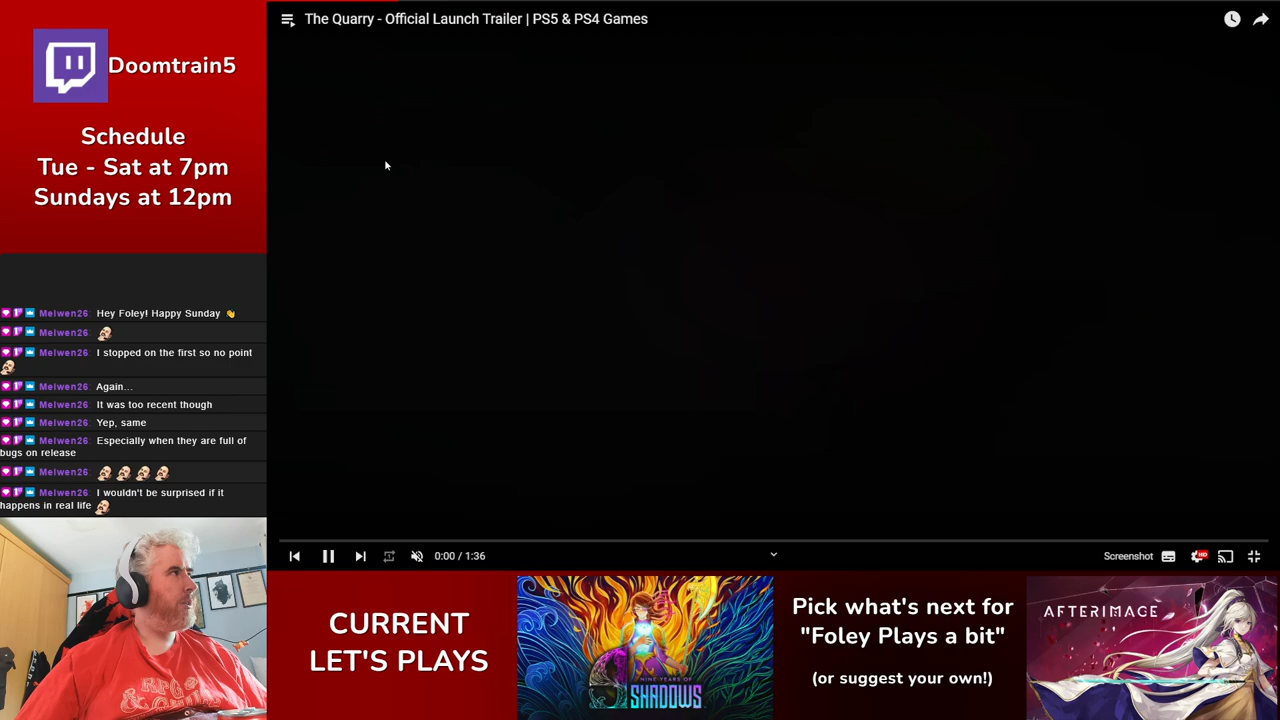 Doomtrain5
Schedule
Tue - Sat at 7pm
Sundays at 12pm
Melwen26 Hey Foley! Happy Sunday 👋
Melwen26
Melwen26 I stopped on the first so no point
Melwen26 Again...
Melwen26 It was too recent though
Melwen26 Yep, same
Melwen26 Especially when they are full of
bugs on release
Melwen26
Melwen26 I wouldn't be surprised if it
happens in real life
The Quarry - Official Launch Trailer | PS5 & PS4 Games
0:00 / 1:36
Screenshot
HD
CURRENT
LET'S PLAYS
NINE YEARS OF
SHADOWS
Pick what's next for
"Foley Plays a bit"
(or suggest your own!)
AFTERIMAGE
RPG
& CHILL